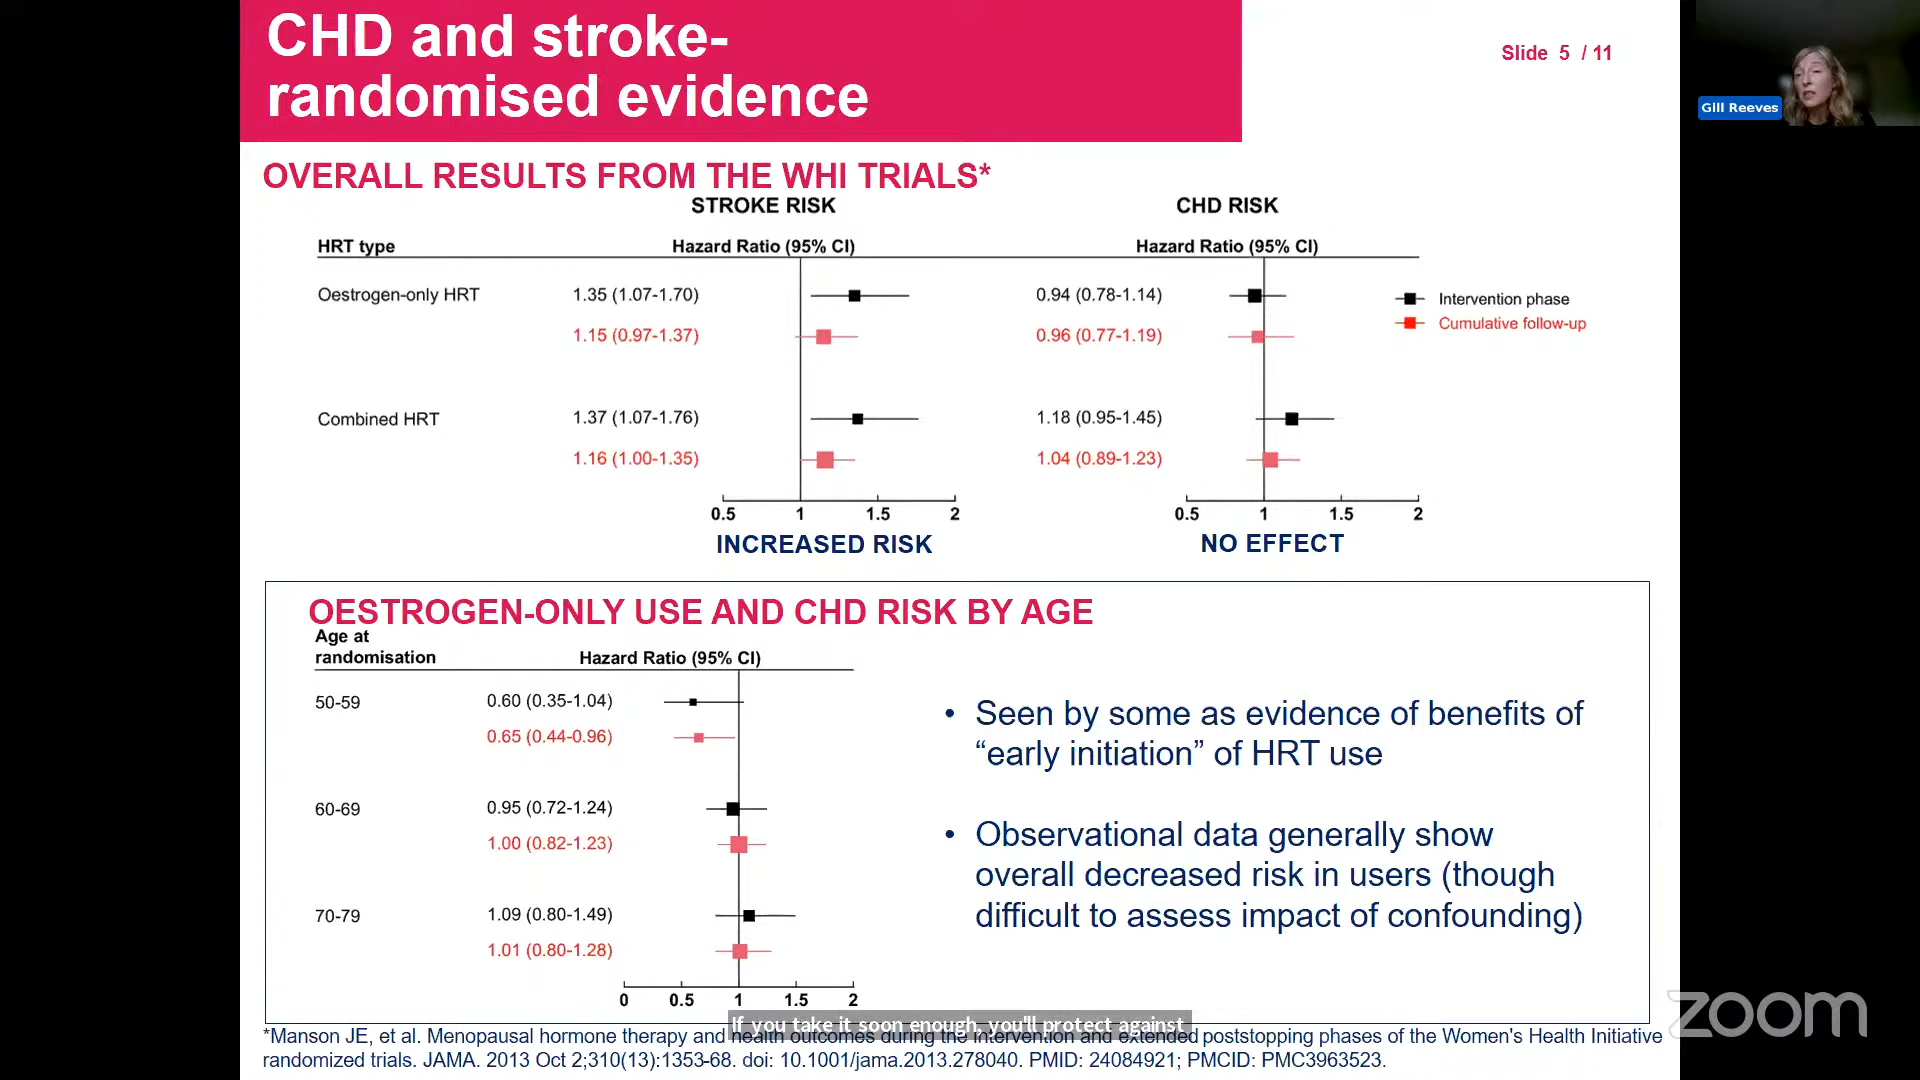 CHD and stroke-
randomised evidence
Slide 5 / 11
Gill Reeves
OVERALL RESULTS FROM THE WHI TRIALS*
STROKE RISK
CHD RISK
HRT type
Hazard Ratio (95% CI)
Hazard Ratio (95% CI)
Oestrogen-only HRT
1.35 (1.07-1.70)
0.94 (0.78-1.14)
Intervention phase
1.15 (0.97-1.37)
0.96 (0.77-1.19)
Cumulative follow-up
Combined HRT
1.37 (1.07-1.76)
1.18 (0.95-1.45)
1.16 (1.00-1.35)
1.04 (0.89-1.23)
0.5 1 1.5 2
0.5 1 1.5 2
INCREASED RISK
NO EFFECT
OESTROGEN-ONLY USE AND CHD RISK BY AGE
Age at
randomisation
Hazard Ratio (95% CI)
50-59
0.60 (0.35-1.04)
0.65 (0.44-0.96)
60-69
0.95 (0.72-1.24)
1.00 (0.82-1.23)
70-79
1.09 (0.80-1.49)
1.01 (0.80-1.28)
0 0.5 1 1.5 2
• Seen by some as evidence of benefits of
“early initiation” of HRT use
• Observational data generally show
overall decreased risk in users (though
difficult to assess impact of confounding)
If you take it soon enough, you'll protect against
*Manson JE, et al. Menopausal hormone therapy and health outcomes during the intervention and extended poststopping phases of the Women's Health Initiative
randomized trials. JAMA. 2013 Oct 2;310(13):1353-68. doi: 10.1001/jama.2013.278040. PMID: 24084921; PMCID: PMC3963523.
zoom